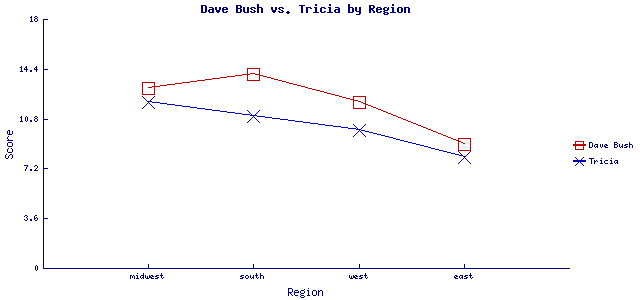 Dave Bush vs. Tricia by Region
18
14.4
10.8
7.2
3.6
0
Score
midwest south west east
Region
Dave Bush
Tricia